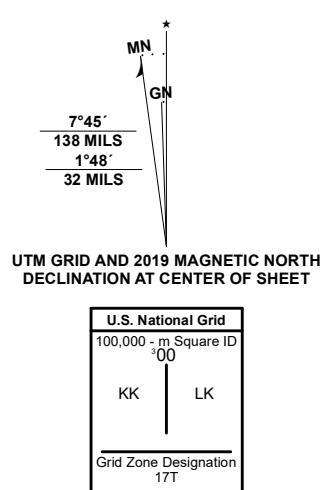 ★
MN
GN
7°45´
138 MILS
1°48´
32 MILS
UTM GRID AND 2019 MAGNETIC NORTH
DECLINATION AT CENTER OF SHEET
U.S. National Grid
100,000 - m Square ID
³00
KK LK
Grid Zone Designation
17T